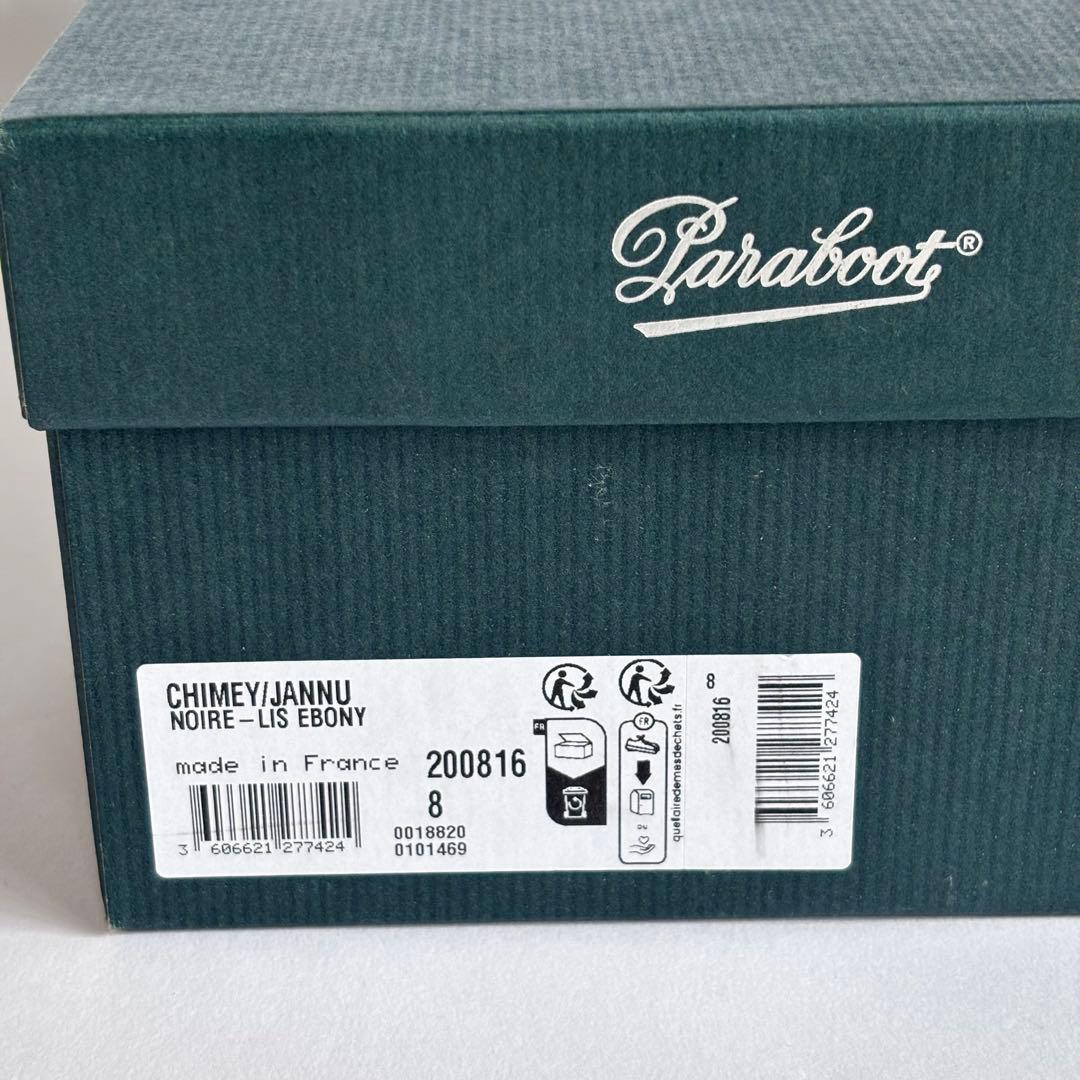 Paraboot®
CHIMEY/JANNU
NOIRE-LIS EBONY
made in France 200816
8
0018820
0101469
3 606621 277424
FR
FR
OU
quefairedemesdechets.fr
8
200816
3 606621 277424